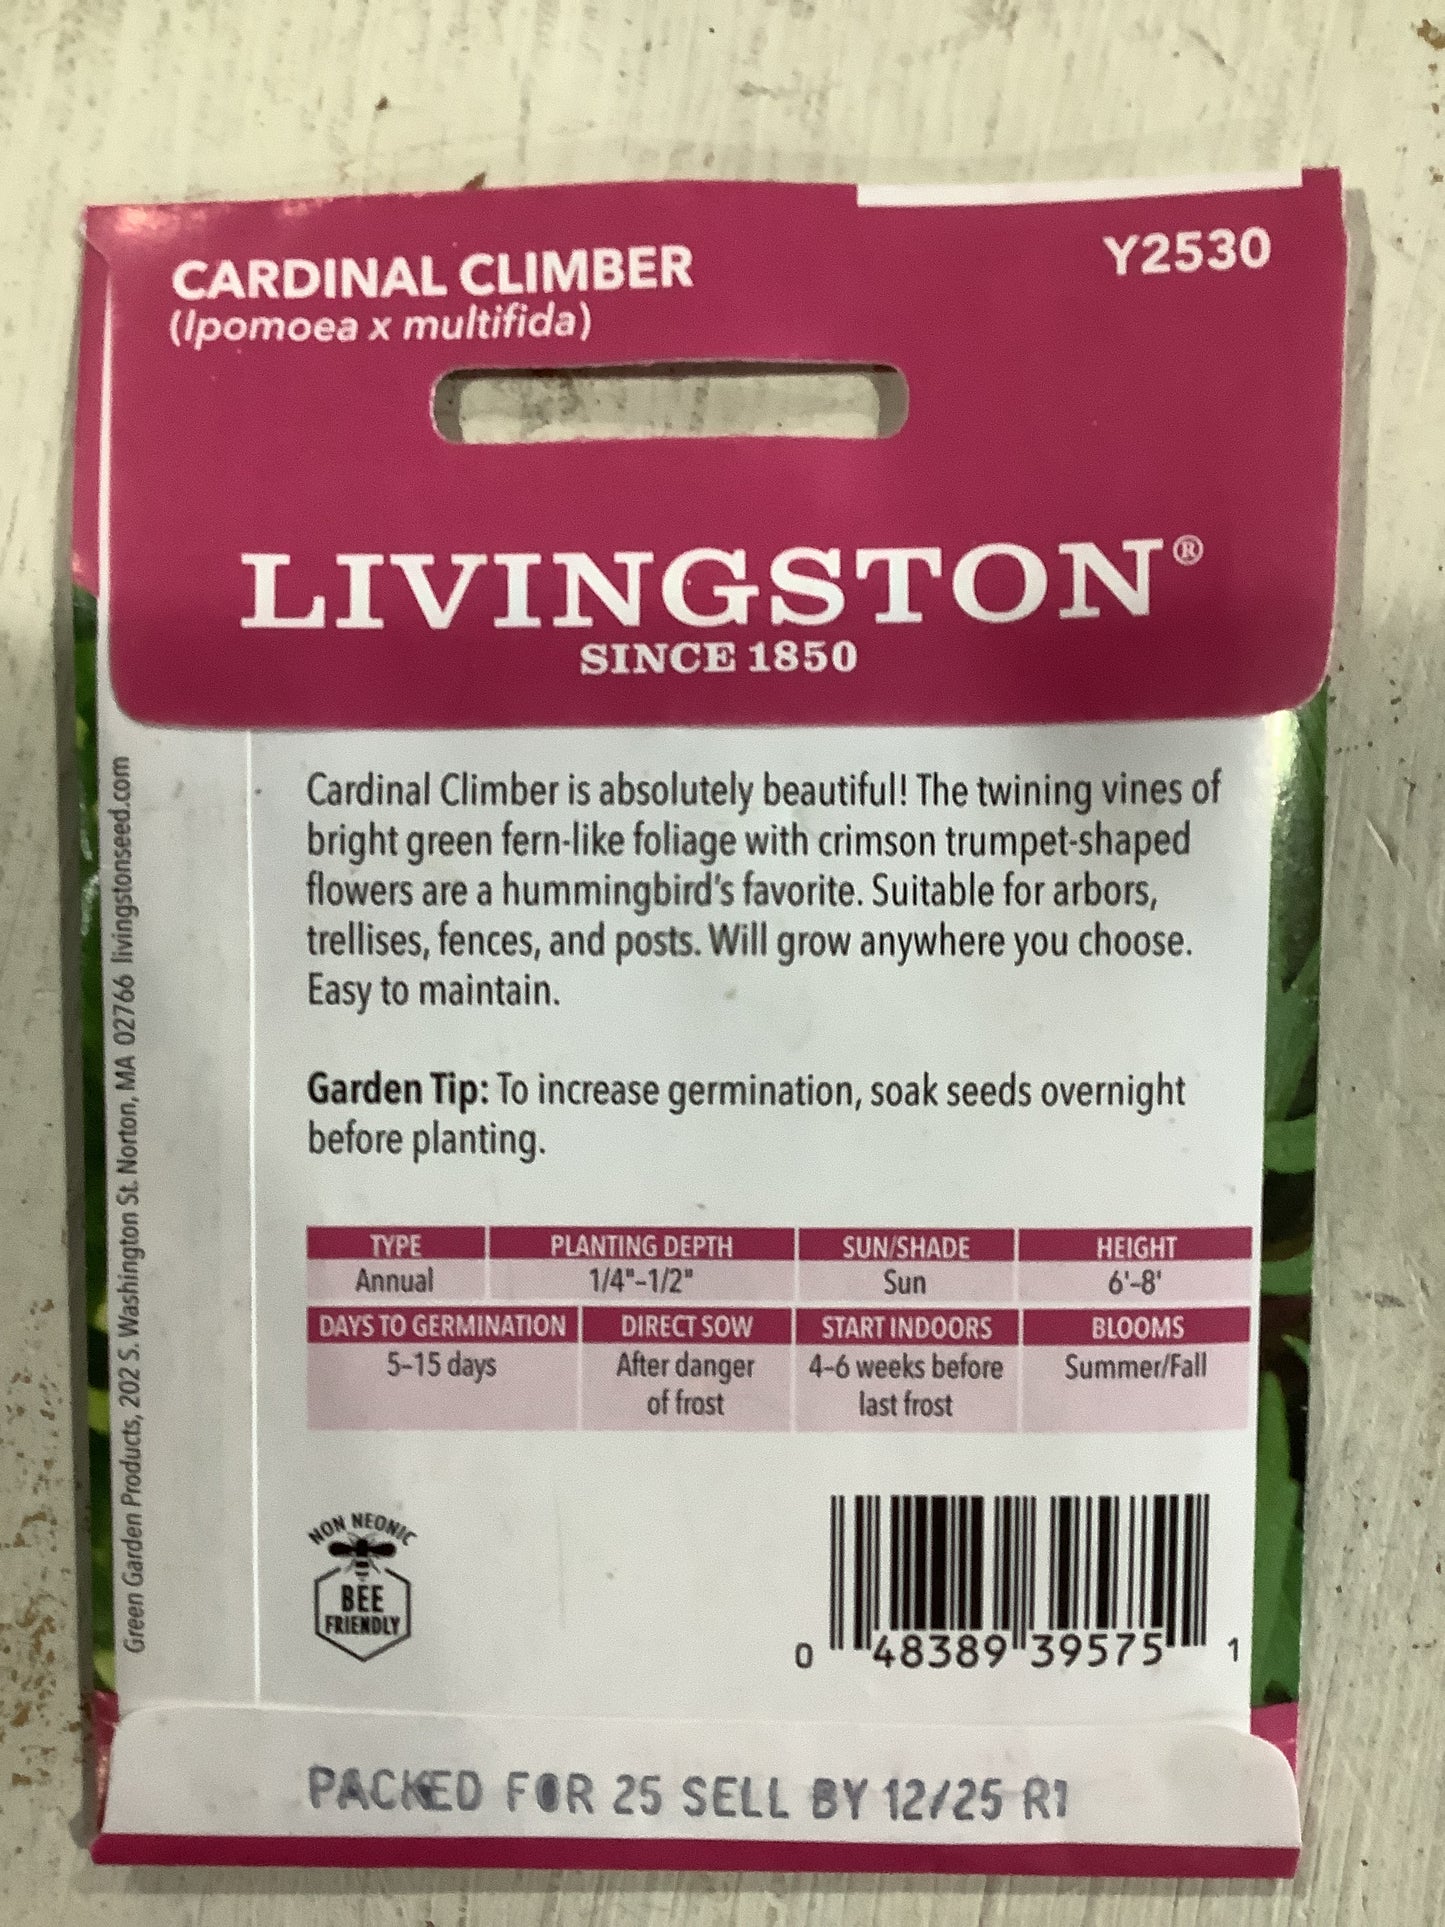 CARDINAL CLIMBER
(Ipomoea x multifida)
Y2530
LIVINGSTON®
SINCE 1850
Cardinal Climber is absolutely beautiful! The twining vines of
bright green fern-like foliage with crimson trumpet-shaped
flowers are a hummingbird's favorite. Suitable for arbors,
trellises, fences, and posts. Will grow anywhere you choose.
Easy to maintain.
Garden Tip: To increase germination, soak seeds overnight
before planting.
TYPE PLANTING DEPTH SUN/SHADE HEIGHT
Annual 1/4"-1/2" Sun 6'-8'
DAYS TO GERMINATION DIRECT SOW START INDOORS BLOOMS
5-15 days After danger 4-6 weeks before Summer/Fall
of frost last frost
NON NEONIC
BEE
FRIENDLY
0 48389 39575 1
PACKED FOR 25 SELL BY 12/25 R1
Green Garden Products, 202 S. Washington St. Norton, MA 02766 livingstonseed.com